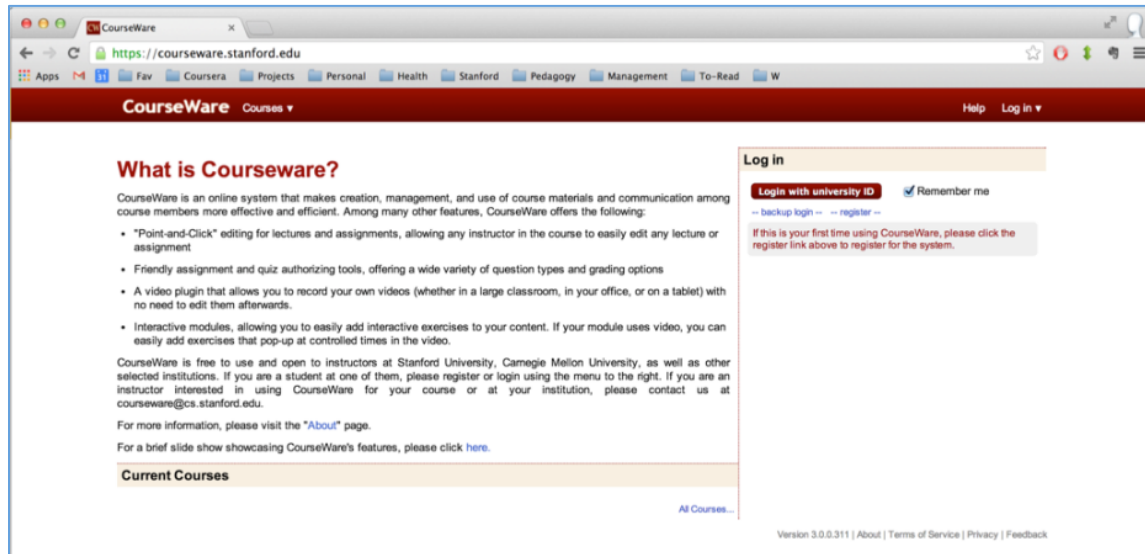 CourseWare
https://courseware.stanford.edu
Apps 31 Fav Coursera Projects Personal Health Stanford Pedagogy Management To-Read W
CourseWare Courses ▾ Help Log in ▾
What is Courseware?
CourseWare is an online system that makes creation, management, and use of course materials and communication among
course members more effective and efficient. Among many other features, CourseWare offers the following:
• "Point-and-Click" editing for lectures and assignments, allowing any instructor in the course to easily edit any lecture or
assignment
• Friendly assignment and quiz authorizing tools, offering a wide variety of question types and grading options
• A video plugin that allows you to record your own videos (whether in a large classroom, in your office, or on a tablet) with
no need to edit them afterwards.
• Interactive modules, allowing you to easily add interactive exercises to your content. If your module uses video, you can
easily add exercises that pop-up at controlled times in the video.
CourseWare is free to use and open to instructors at Stanford University, Carnegie Mellon University, as well as other
selected institutions. If you are a student at one of them, please register or login using the menu to the right. If you are an
instructor interested in using CourseWare for your course or at your institution, please contact us at
courseware@cs.stanford.edu.
For more information, please visit the "About" page.
For a brief slide show showcasing CourseWare's features, please click here.
Current Courses
All Courses...
Log in
Login with university ID Remember me
-- backup login -- -- register --
If this is your first time using CourseWare, please click the
register link above to register for the system.
Version 3.0.0.311 | About | Terms of Service | Privacy | Feedback